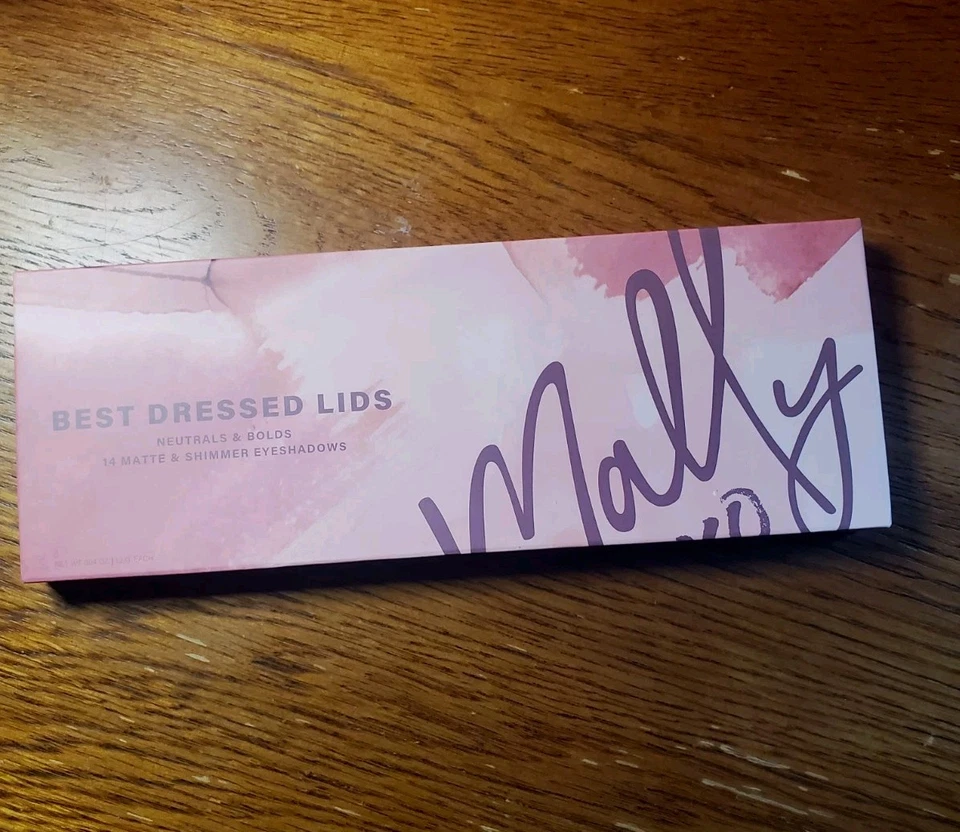 BEST DRESSED LIDS
NEUTRALS & BOLDS
14 MATTE & SHIMMER EYESHADOWS
Mally